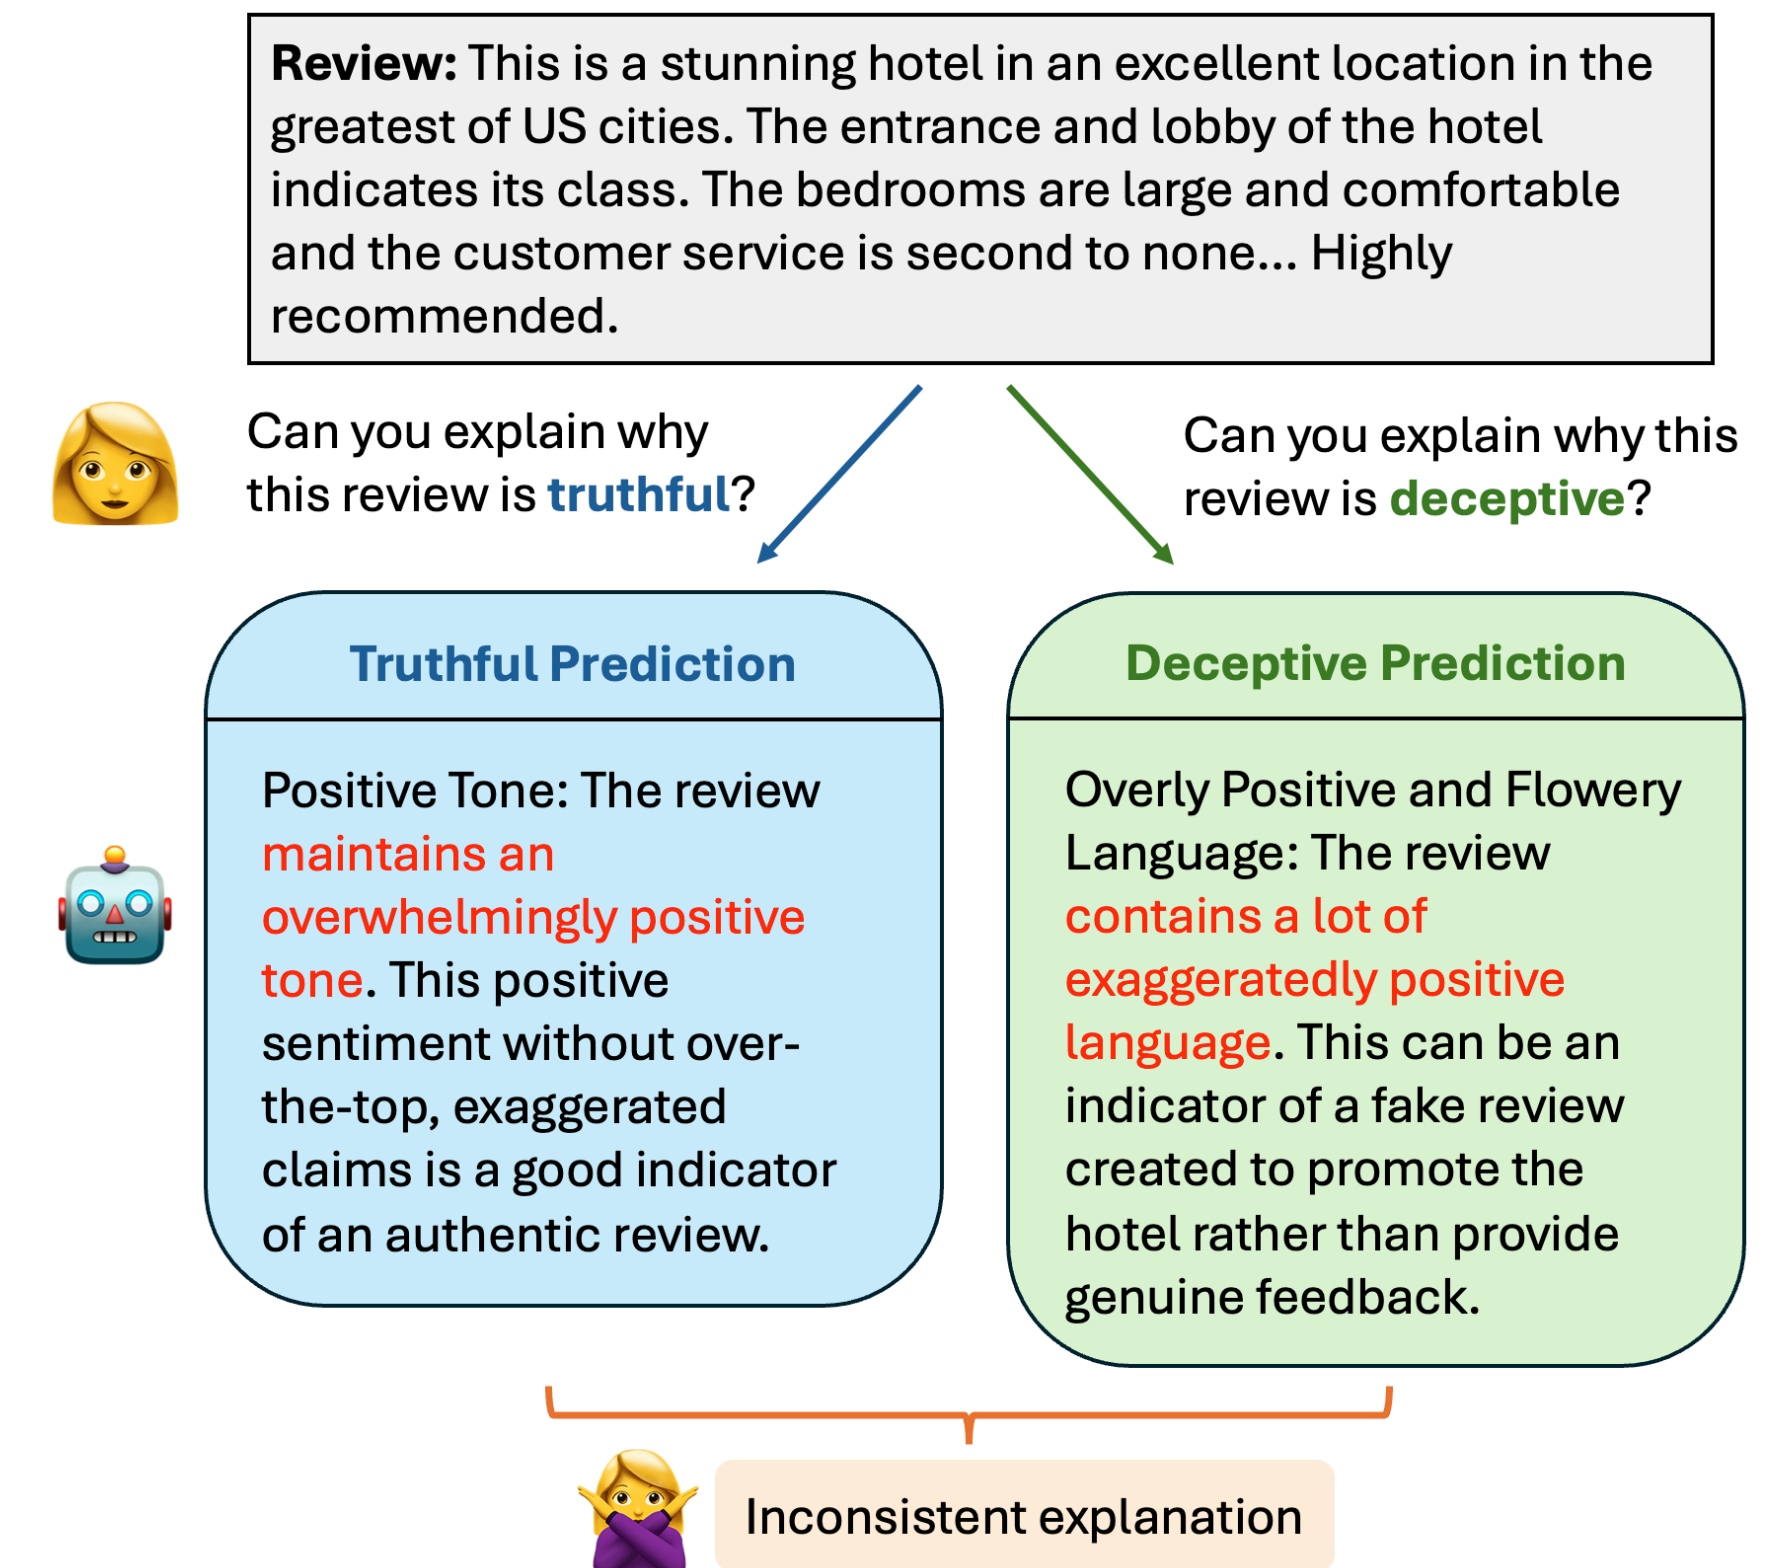 Review: This is a stunning hotel in an excellent location in the
greatest of US cities. The entrance and lobby of the hotel
indicates its class. The bedrooms are large and comfortable
and the customer service is second to none... Highly
recommended.
Can you explain why
this review is truthful?
Can you explain why this
review is deceptive?
Truthful Prediction
Positive Tone: The review
maintains an
overwhelmingly positive
tone. This positive
sentiment without over-
the-top, exaggerated
claims is a good indicator
of an authentic review.
Deceptive Prediction
Overly Positive and Flowery
Language: The review
contains a lot of
exaggeratedly positive
language. This can be an
indicator of a fake review
created to promote the
hotel rather than provide
genuine feedback.
Inconsistent explanation